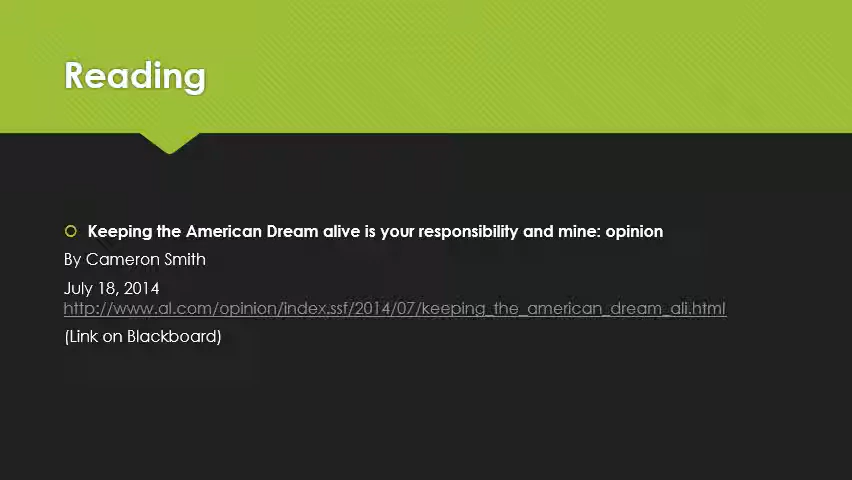 Reading
Keeping the American Dream alive is your responsibility and mine: opinion
By Cameron Smith
July 18, 2014
http://www.al.com/opinion/index.ssf/2014/07/keeping_the_american_dream_ali.html
(Link on Blackboard)